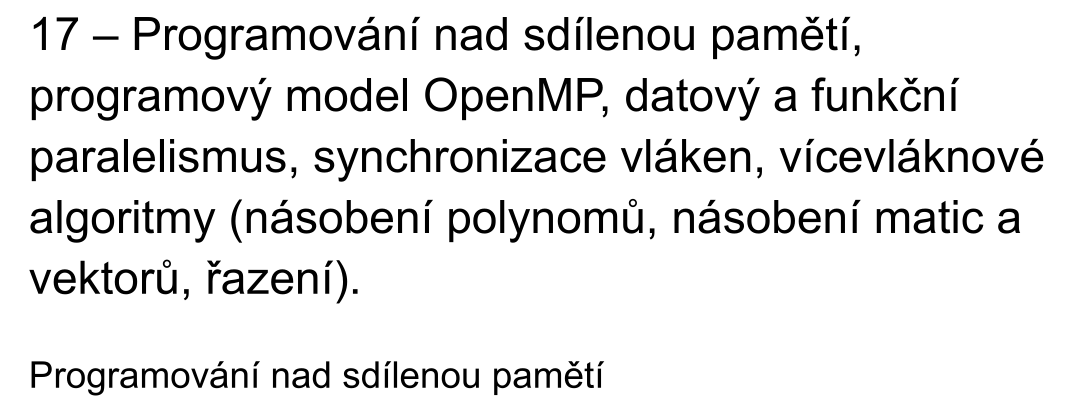 17 – Programování nad sdílenou pamětí,
programový model OpenMP, datový a funkční
paralelismus, synchronizace vláken, vícevláknové
algoritmy (násobení polynomů, násobení matic a
vektorů, řazení).
Programování nad sdílenou pamětí